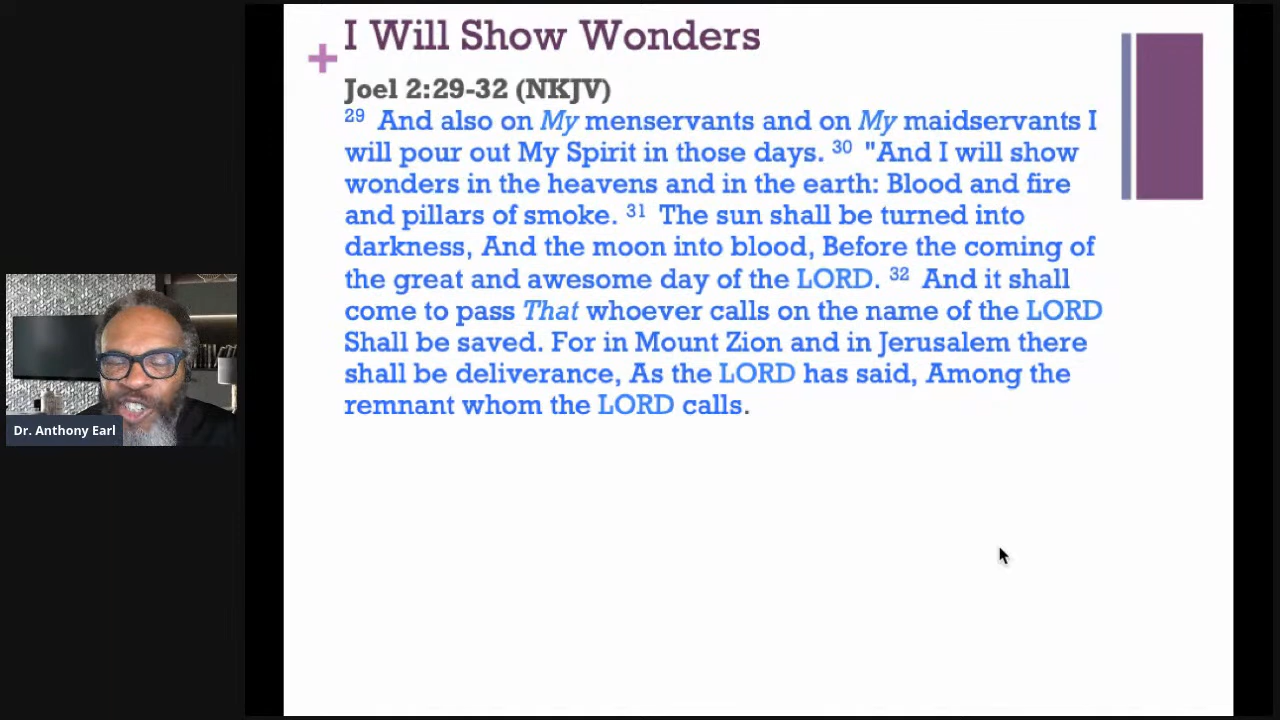 I Will Show Wonders
+
Joel 2:29-32 (NKJV)
29 And also on My menservants and on My maidservants I
will pour out My Spirit in those days. 30 "And I will show
wonders in the heavens and in the earth: Blood and fire
and pillars of smoke. 31 The sun shall be turned into
darkness, And the moon into blood, Before the coming of
the great and awesome day of the LORD. 32 And it shall
come to pass That whoever calls on the name of the LORD
Shall be saved. For in Mount Zion and in Jerusalem there
shall be deliverance, As the LORD has said, Among the
remnant whom the LORD calls.
Dr. Anthony Earl